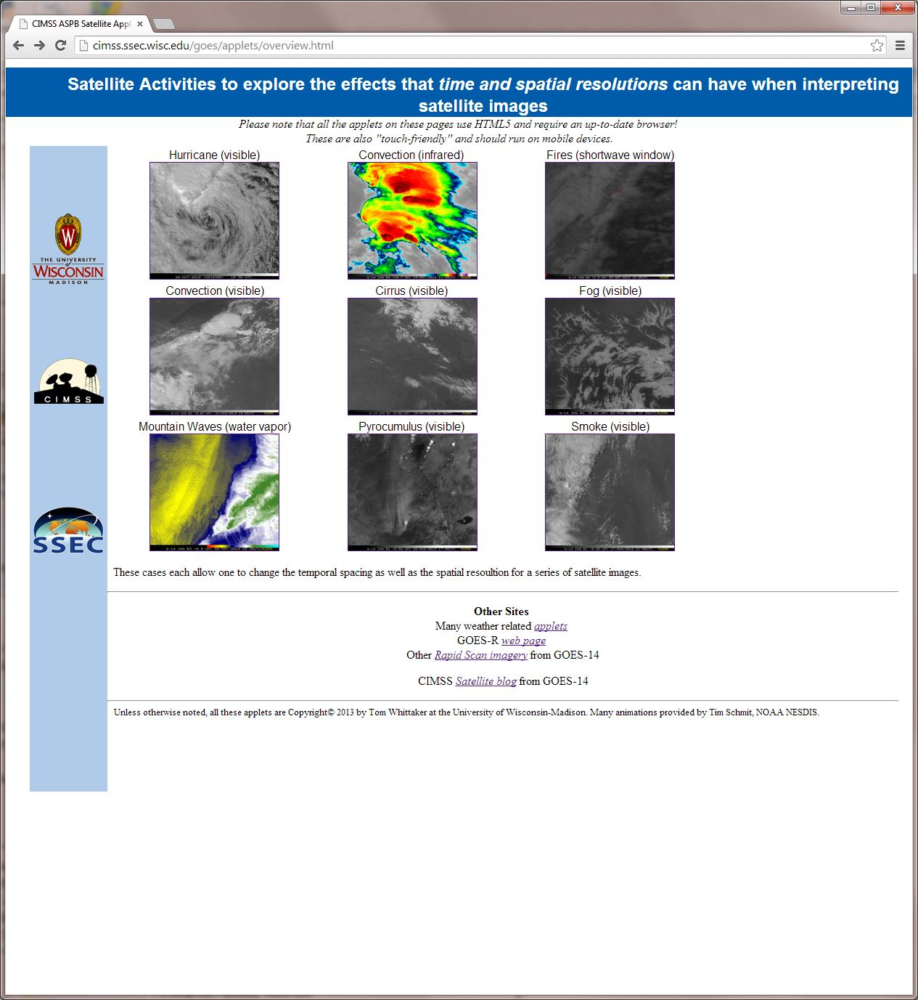 CIMSS ASPB Satellite Appl
cimss.ssec.wisc.edu/goes/applets/overview.html
Satellite Activities to explore the effects that time and spatial resolutions can have when interpreting
satellite images
Please note that all the applets on these pages use HTML5 and require an up-to-date browser!
These are also "touch-friendly" and should run on mobile devices.
Hurricane (visible) Convection (infrared) Fires (shortwave window)
W
THE UNIVERSITY
of
WISCONSIN
MADISON
26-OCT-2012
Convection (visible) Cirrus (visible) Fog (visible)
CIMSS
Mountain Waves (water vapor) Pyrocumulus (visible) Smoke (visible)
SSEC
These cases each allow one to change the temporal spacing as well as the spatial resoultion for a series of satellite images.
Other Sites
Many weather related applets
GOES-R web page
Other Rapid Scan imagery from GOES-14
CIMSS Satellite blog from GOES-14
Unless otherwise noted, all these applets are Copyright© 2013 by Tom Whittaker at the University of Wisconsin-Madison. Many animations provided by Tim Schmit, NOAA NESDIS.